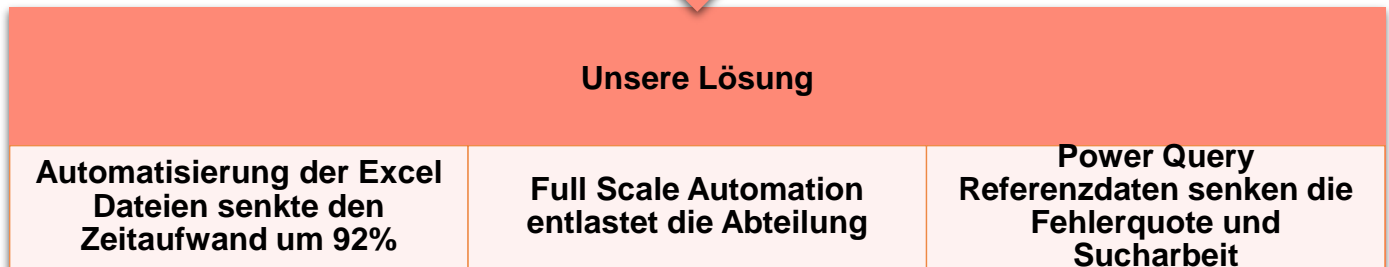 Unsere Lösung
Automatisierung der Excel
Dateien senkte den
Zeitaufwand um 92%
Full Scale Automation
entlastet die Abteilung
Power Query
Referenzdaten senken die
Fehlerquote und
Sucharbeit